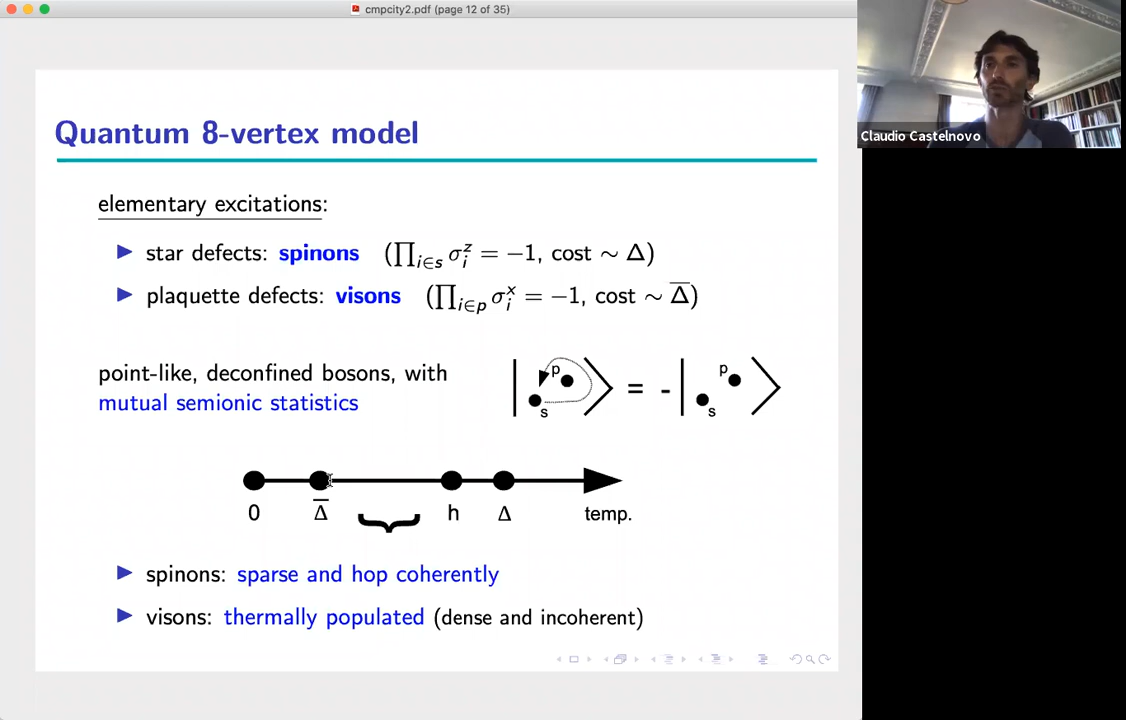 cmpcity2.pdf (page 12 of 35)
Claudio Castelnovo
Quantum 8-vertex model
elementary excitations:
▶ star defects: spinons (∏_{i∈s} σ_i^z = −1, cost ∼ Δ)
▶ plaquette defects: visons (∏_{i∈p} σ_i^x = −1, cost ∼ Δ̅)
point-like, deconfined bosons, with
mutual semionic statistics
| p s ⟩ = - | p s ⟩
0 Δ̅ h Δ temp.
▶ spinons: sparse and hop coherently
▶ visons: thermally populated (dense and incoherent)